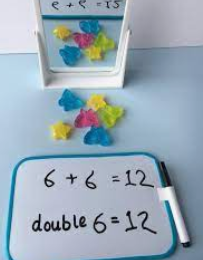 6 + 6 = 12
double 6 = 12